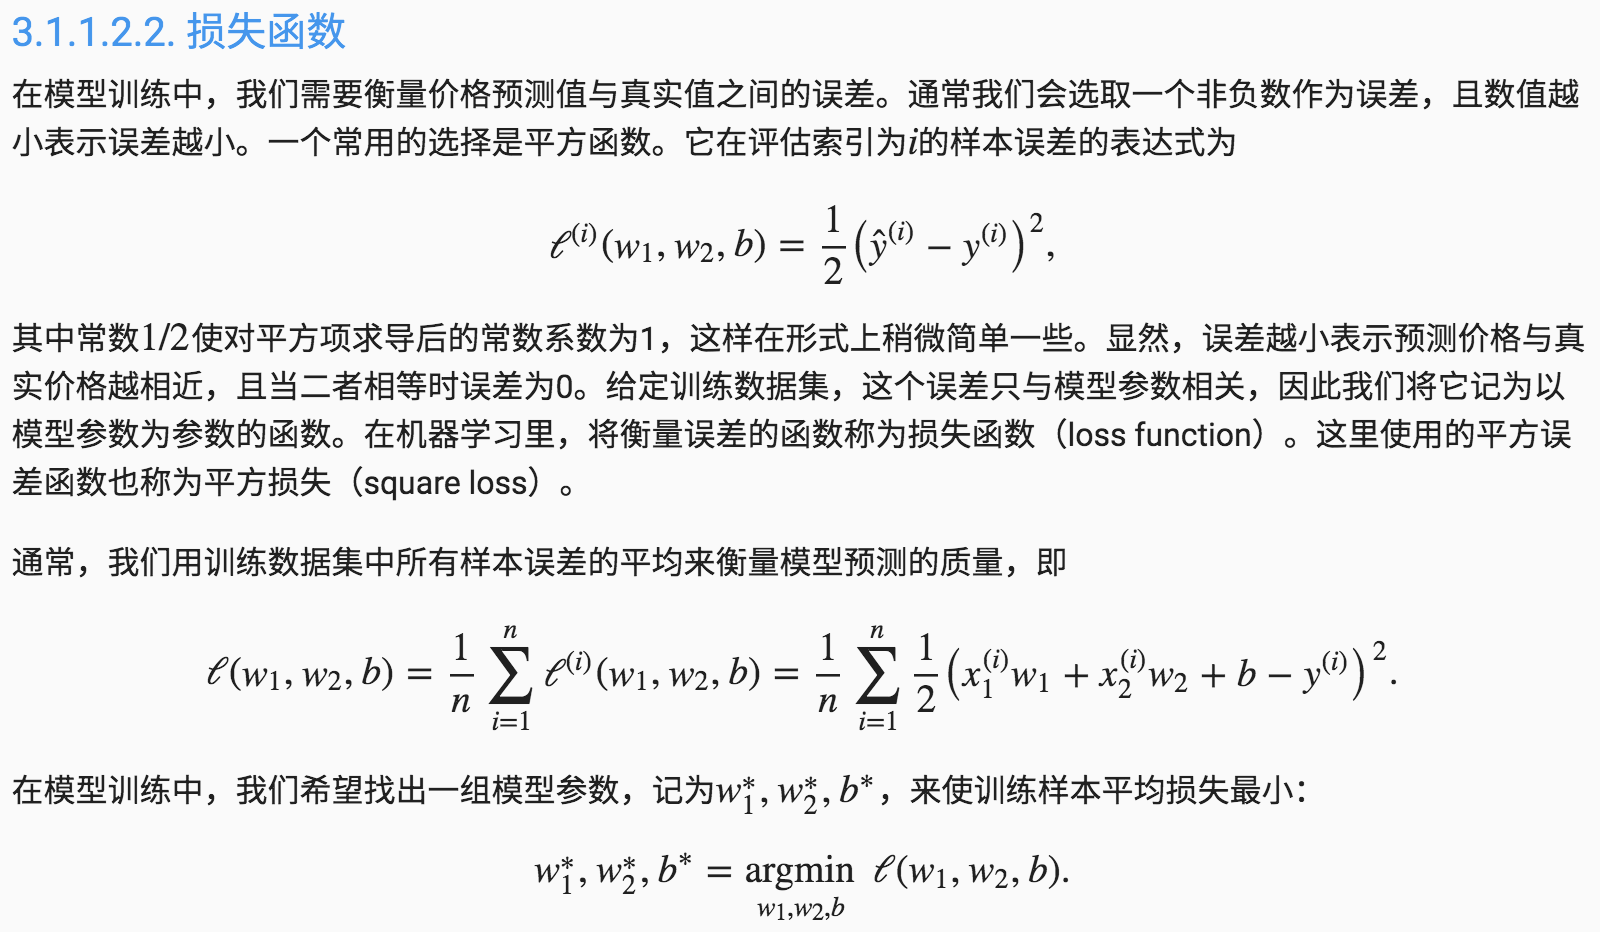 3.1.1.2.2. 损失函数
在模型训练中，我们需要衡量价格预测值与真实值之间的误差。通常我们会选取一个非负数作为误差，且数值越
小表示误差越小。一个常用的选择是平方函数。它在评估索引为i的样本误差的表达式为
ℓ^{(i)}(w_1, w_2, b) = \frac{1}{2}(\hat{y}^{(i)} − y^{(i)})^2,
其中常数1/2使对平方项求导后的常数系数为1，这样在形式上稍微简单一些。显然，误差越小表示预测价格与真
实价格越相近，且当二者相等时误差为0。给定训练数据集，这个误差只与模型参数相关，因此我们将它记为以
模型参数为参数的函数。在机器学习里，将衡量误差的函数称为损失函数（loss function）。这里使用的平方误
差函数也称为平方损失（square loss）。
通常，我们用训练数据集中所有样本误差的平均来衡量模型预测的质量，即
ℓ(w_1, w_2, b) = \frac{1}{n} \sum_{i=1}^{n} ℓ^{(i)}(w_1, w_2, b) = \frac{1}{n} \sum_{i=1}^{n} \frac{1}{2}(x_1^{(i)}w_1 + x_2^{(i)}w_2 + b − y^{(i)})^2.
在模型训练中，我们希望找出一组模型参数，记为w_1^*, w_2^*, b^*，来使训练样本平均损失最小：
w_1^*, w_2^*, b^* = argmin_{w_1,w_2,b} ℓ(w_1, w_2, b).